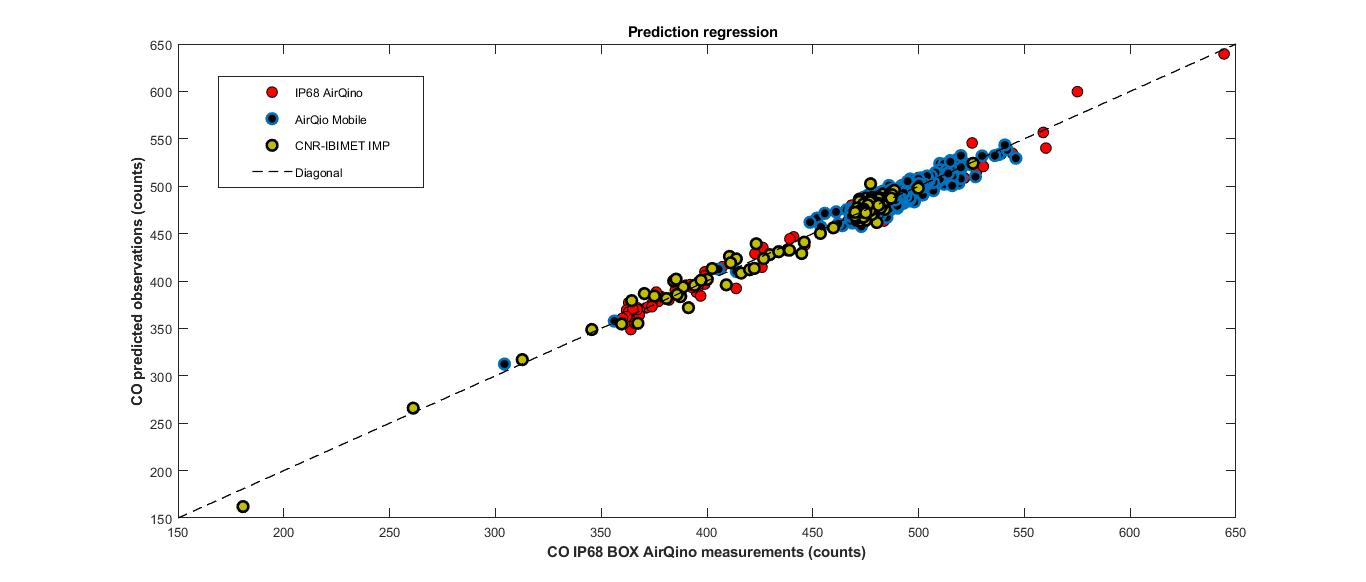 Prediction regression
650
600
550
500
450
400
350
300
250
200
150
IP68 AirQino
AirQio Mobile
CNR-IBIMET IMP
Diagonal
CO predicted observations (counts)
150 200 250 300 350 400 450 500 550 600 650
CO IP68 BOX AirQino measurements (counts)